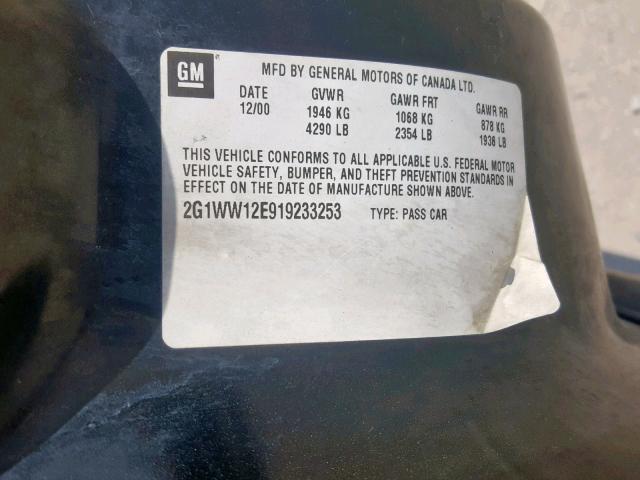 GM
MFD BY GENERAL MOTORS OF CANADA LTD.
DATE GVWR GAWR FRT GAWR RR
12/00 1946 KG 1068 KG 878 KG
4290 LB 2354 LB 1936 LB
THIS VEHICLE CONFORMS TO ALL APPLICABLE U.S. FEDERAL MOTOR
VEHICLE SAFETY, BUMPER, AND THEFT PREVENTION STANDARDS IN
EFFECT ON THE DATE OF MANUFACTURE SHOWN ABOVE.
2G1WW12E919233253 TYPE: PASS CAR